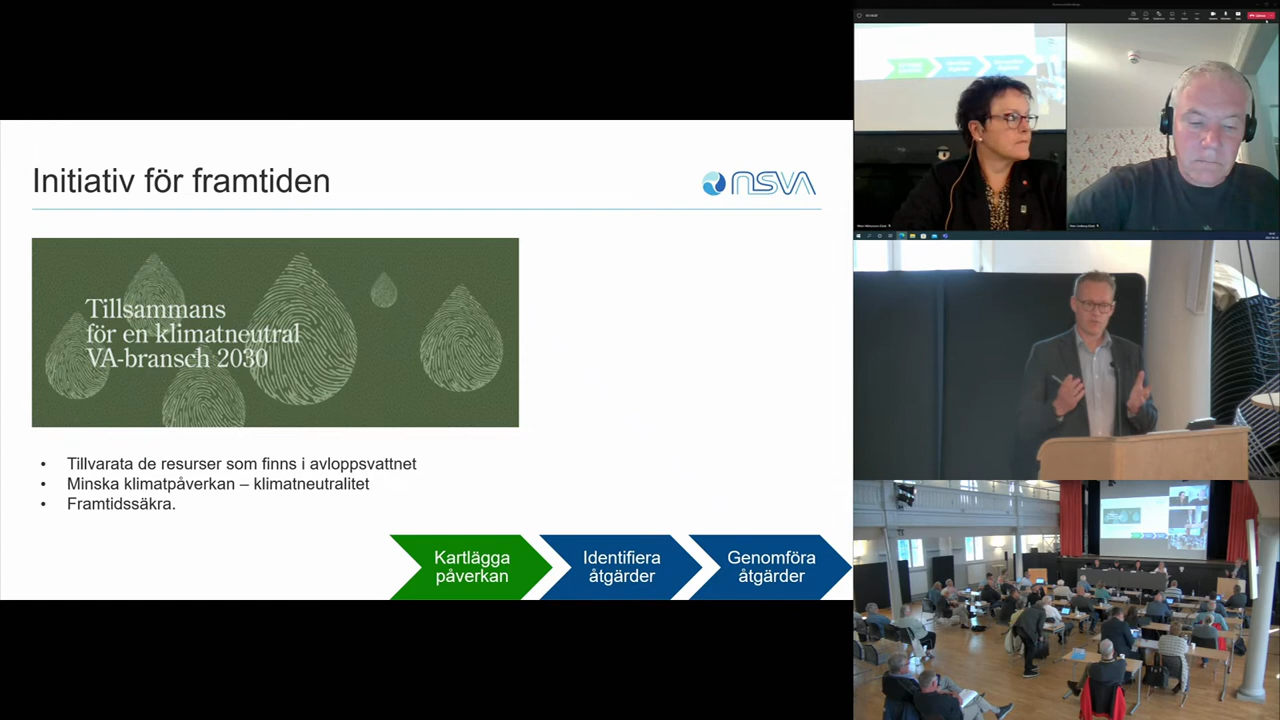 Initiativ för framtiden
NSVA
Tillsammans
för en klimatneutral
VA-bransch 2030
• Tillvarata de resurser som finns i avloppsvattnet
• Minska klimatpåverkan – klimatneutralitet
• Framtidssäkra.
Kartlägga
påverkan
Identifiera
åtgärder
Genomföra
åtgärder